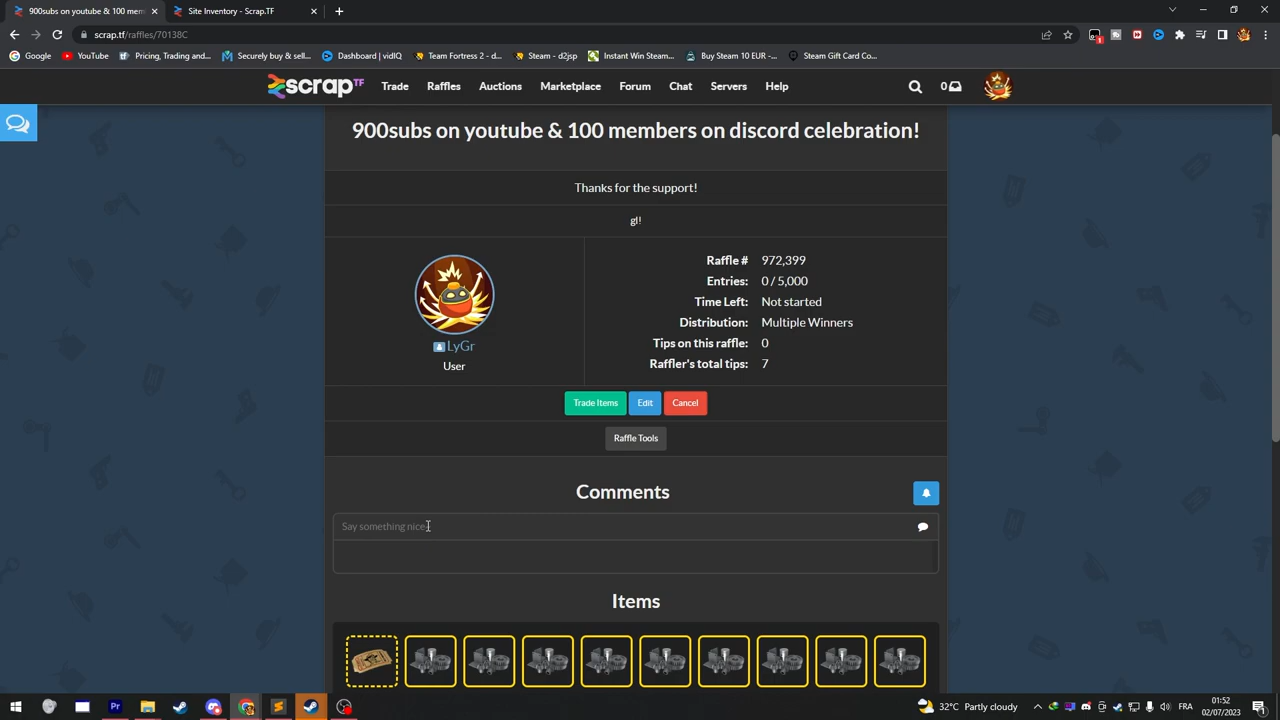 900subs on youtube & 100 mem
Site Inventory - Scrap.TF
scrap.tf/raffles/70138C
1
Google
YouTube
Pricing, Trading and...
Securely buy & sell...
Dashboard | vidIQ
Team Fortress 2 - d...
Steam - d2jsp
Instant Win Steam...
Buy Steam 10 EUR -...
Steam Gift Card Co...
scrap TF
Trade
Raffles
Auctions
Marketplace
Forum
Chat
Servers
Help
0
900subs on youtube & 100 members on discord celebration!
Thanks for the support!
gl!
LyGr
User
Raffle # 972,399
Entries: 0 / 5,000
Time Left: Not started
Distribution: Multiple Winners
Tips on this raffle: 0
Raffler's total tips: 7
Trade Items
Edit
Cancel
Raffle Tools
Comments
Say something nice
Items
32°C Partly cloudy
FRA
01:52
02/07/2023